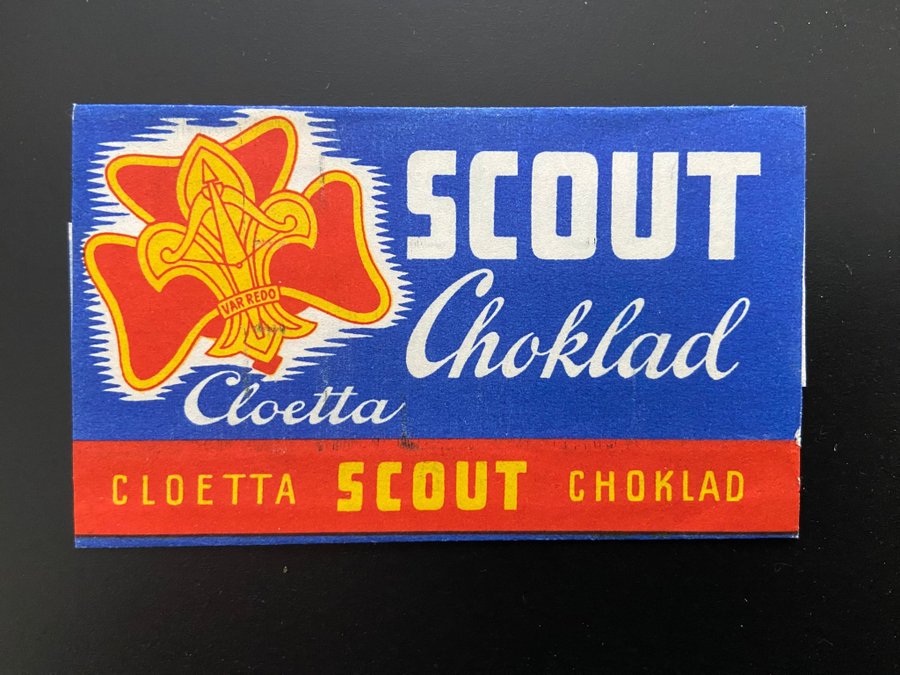 SCOUT
Choklad
VAR REDO
Cloetta
CLOETTA SCOUT CHOKLAD